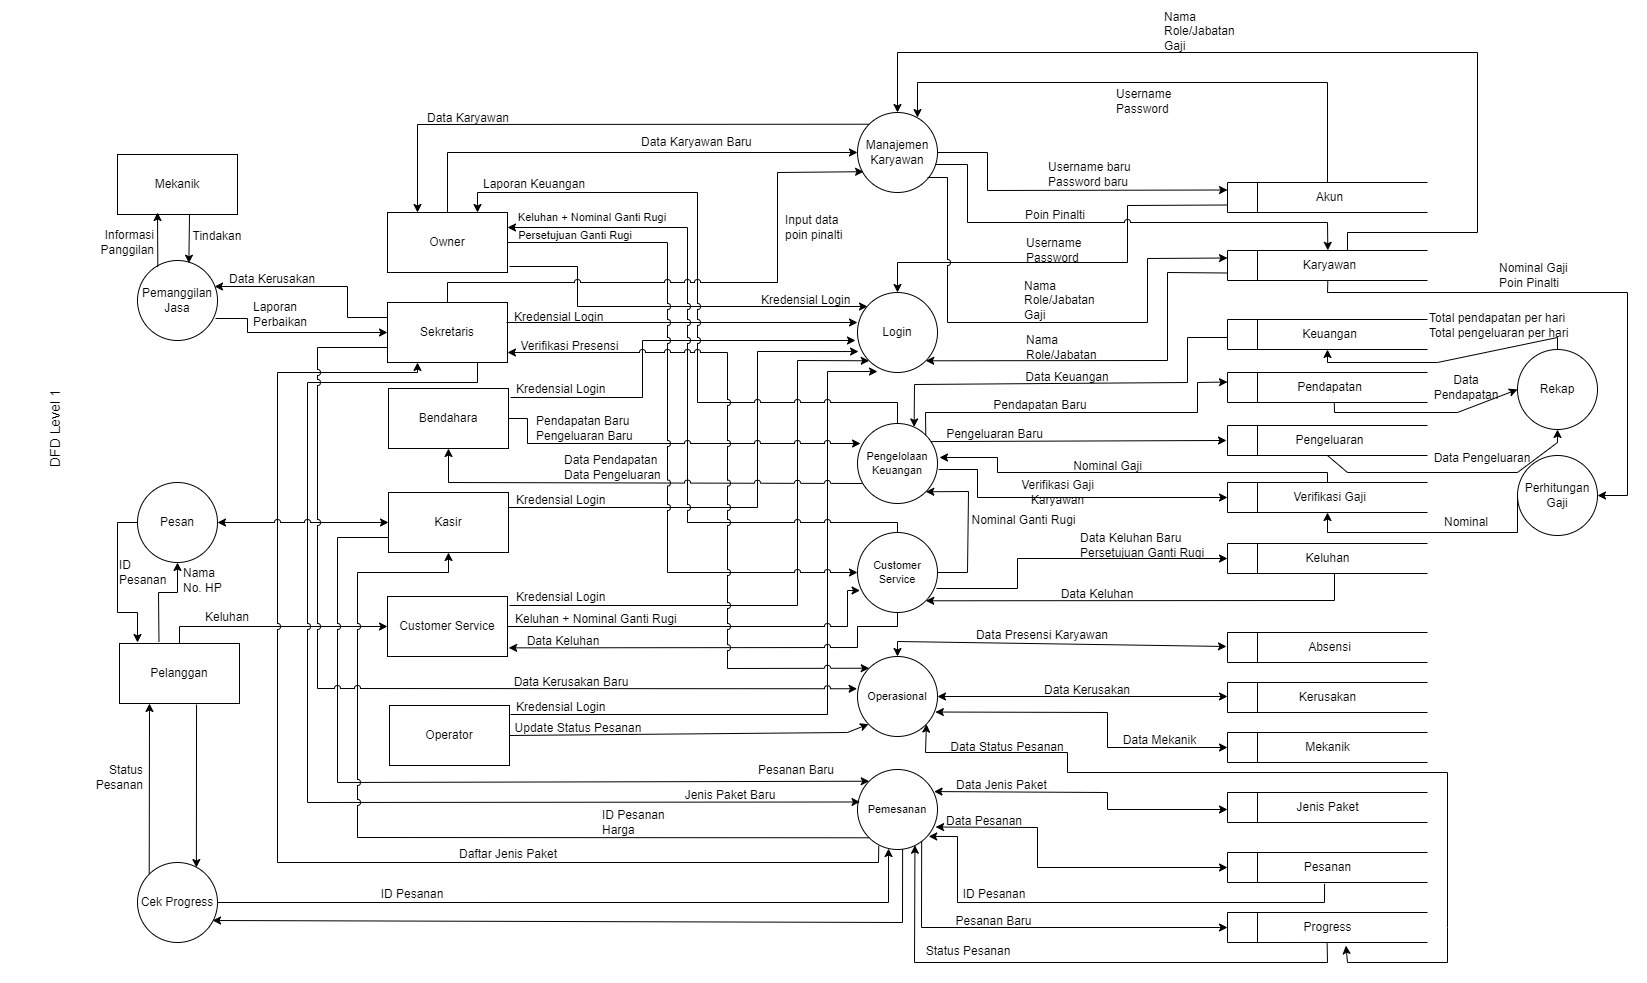 DFD Level 1
Nama
Role/Jabatan
Gaji
Username
Password
Data Karyawan
Data Karyawan Baru
Manajemen
Karyawan
Username baru
Password baru
Akun
Poin Pinalti
Mekanik
Informasi
Panggilan
Tindakan
Pemanggilan
Jasa
Data Kerusakan
Laporan
Perbaikan
Laporan Keuangan
Owner
Keluhan + Nominal Ganti Rugi
Persetujuan Ganti Rugi
Input data
poin pinalti
Username
Password
Karyawan
Nominal Gaji
Poin Pinalti
Nama
Role/Jabatan
Gaji
Kredensial Login
Login
Sekretaris
Kredensial Login
Verifikasi Presensi
Nama
Role/Jabatan
Keuangan
Total pendapatan per hari
Total pengeluaran per hari
Data Keuangan
Bendahara
Kredensial Login
Pendapatan Baru
Pengeluaran Baru
Data Pendapatan
Data Pengeluaran
Pendapatan Baru
Pendapatan
Data
Pendapatan
Rekap
Pengelolaan
Keuangan
Pengeluaran Baru
Pengeluaran
Data Pengeluaran
Nominal Gaji
Verifikasi Gaji
Karyawan
Verifikasi Gaji
Perhitungan
Gaji
Nominal
Nominal Ganti Rugi
Pesan
Kasir
Kredensial Login
ID
Pesanan
Nama
No. HP
Customer
Service
Data Keluhan Baru
Persetujuan Ganti Rugi
Keluhan
Data Keluhan
Keluhan
Customer Service
Kredensial Login
Keluhan + Nominal Ganti Rugi
Data Keluhan
Pelanggan
Data Presensi Karyawan
Absensi
Data Kerusakan Baru
Operasional
Data Kerusakan
Kerusakan
Operator
Kredensial Login
Update Status Pesanan
Data Mekanik
Mekanik
Data Status Pesanan
Status
Pesanan
Pesanan Baru
Jenis Paket Baru
ID Pesanan
Harga
Daftar Jenis Paket
Pemesanan
Data Jenis Paket
Jenis Paket
Data Pesanan
Pesanan
ID Pesanan
Cek Progress
ID Pesanan
Pesanan Baru
Progress
Status Pesanan